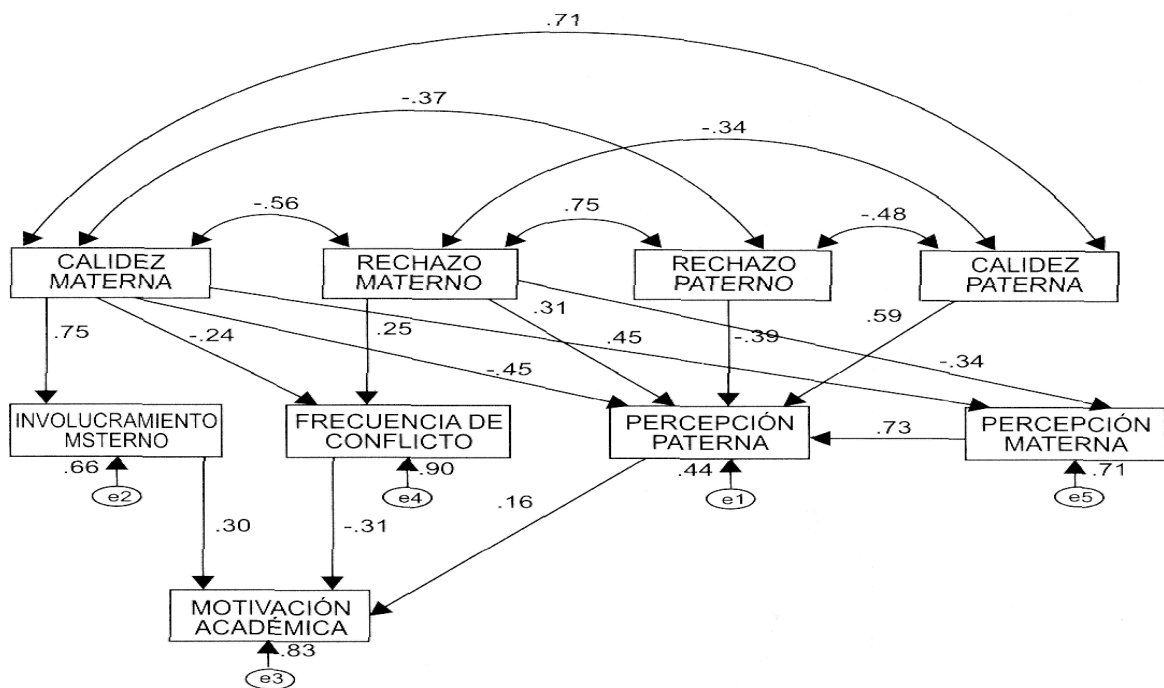 .71
-.37
-.34
-.56
.75
-.48
CALIDEZ
MATERNA
RECHAZO
MATERNO
RECHAZO
PATERNO
CALIDEZ
PATERNA
.75
-.24
.25
-.45
.31
-.39
.45
.59
-.34
INVOLUCRAMIENTO
MSTERNO
FRECUENCIA DE
CONFLICTO
PERCEPCIÓN
PATERNA
.73
PERCEPCIÓN
MATERNA
.66
e2
.90
e4
.44
e1
.71
e5
.30
-.31
.16
MOTIVACIÓN
ACADÉMICA
.83
e3